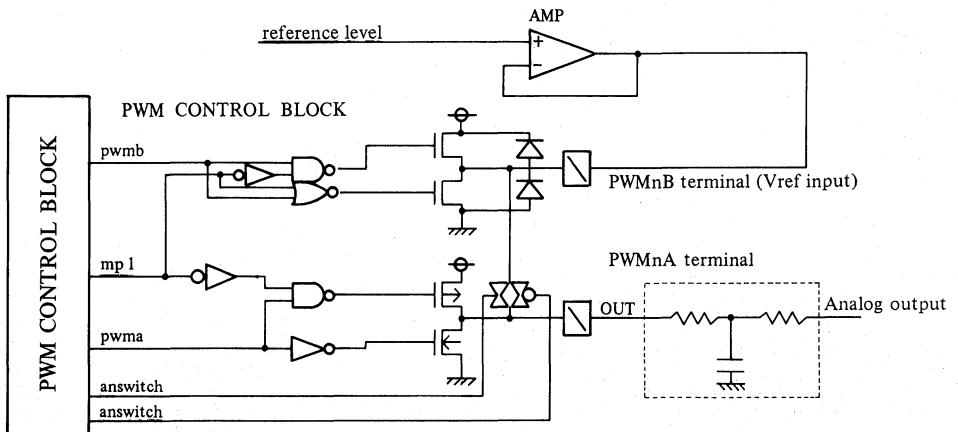 AMP
reference level
+
−
PWM CONTROL BLOCK
PWM CONTROL BLOCK
pwmb
PWMnB terminal (Vref input)
mp 1
PWMnA terminal
OUT
Analog output
pwma
answitch
answitch